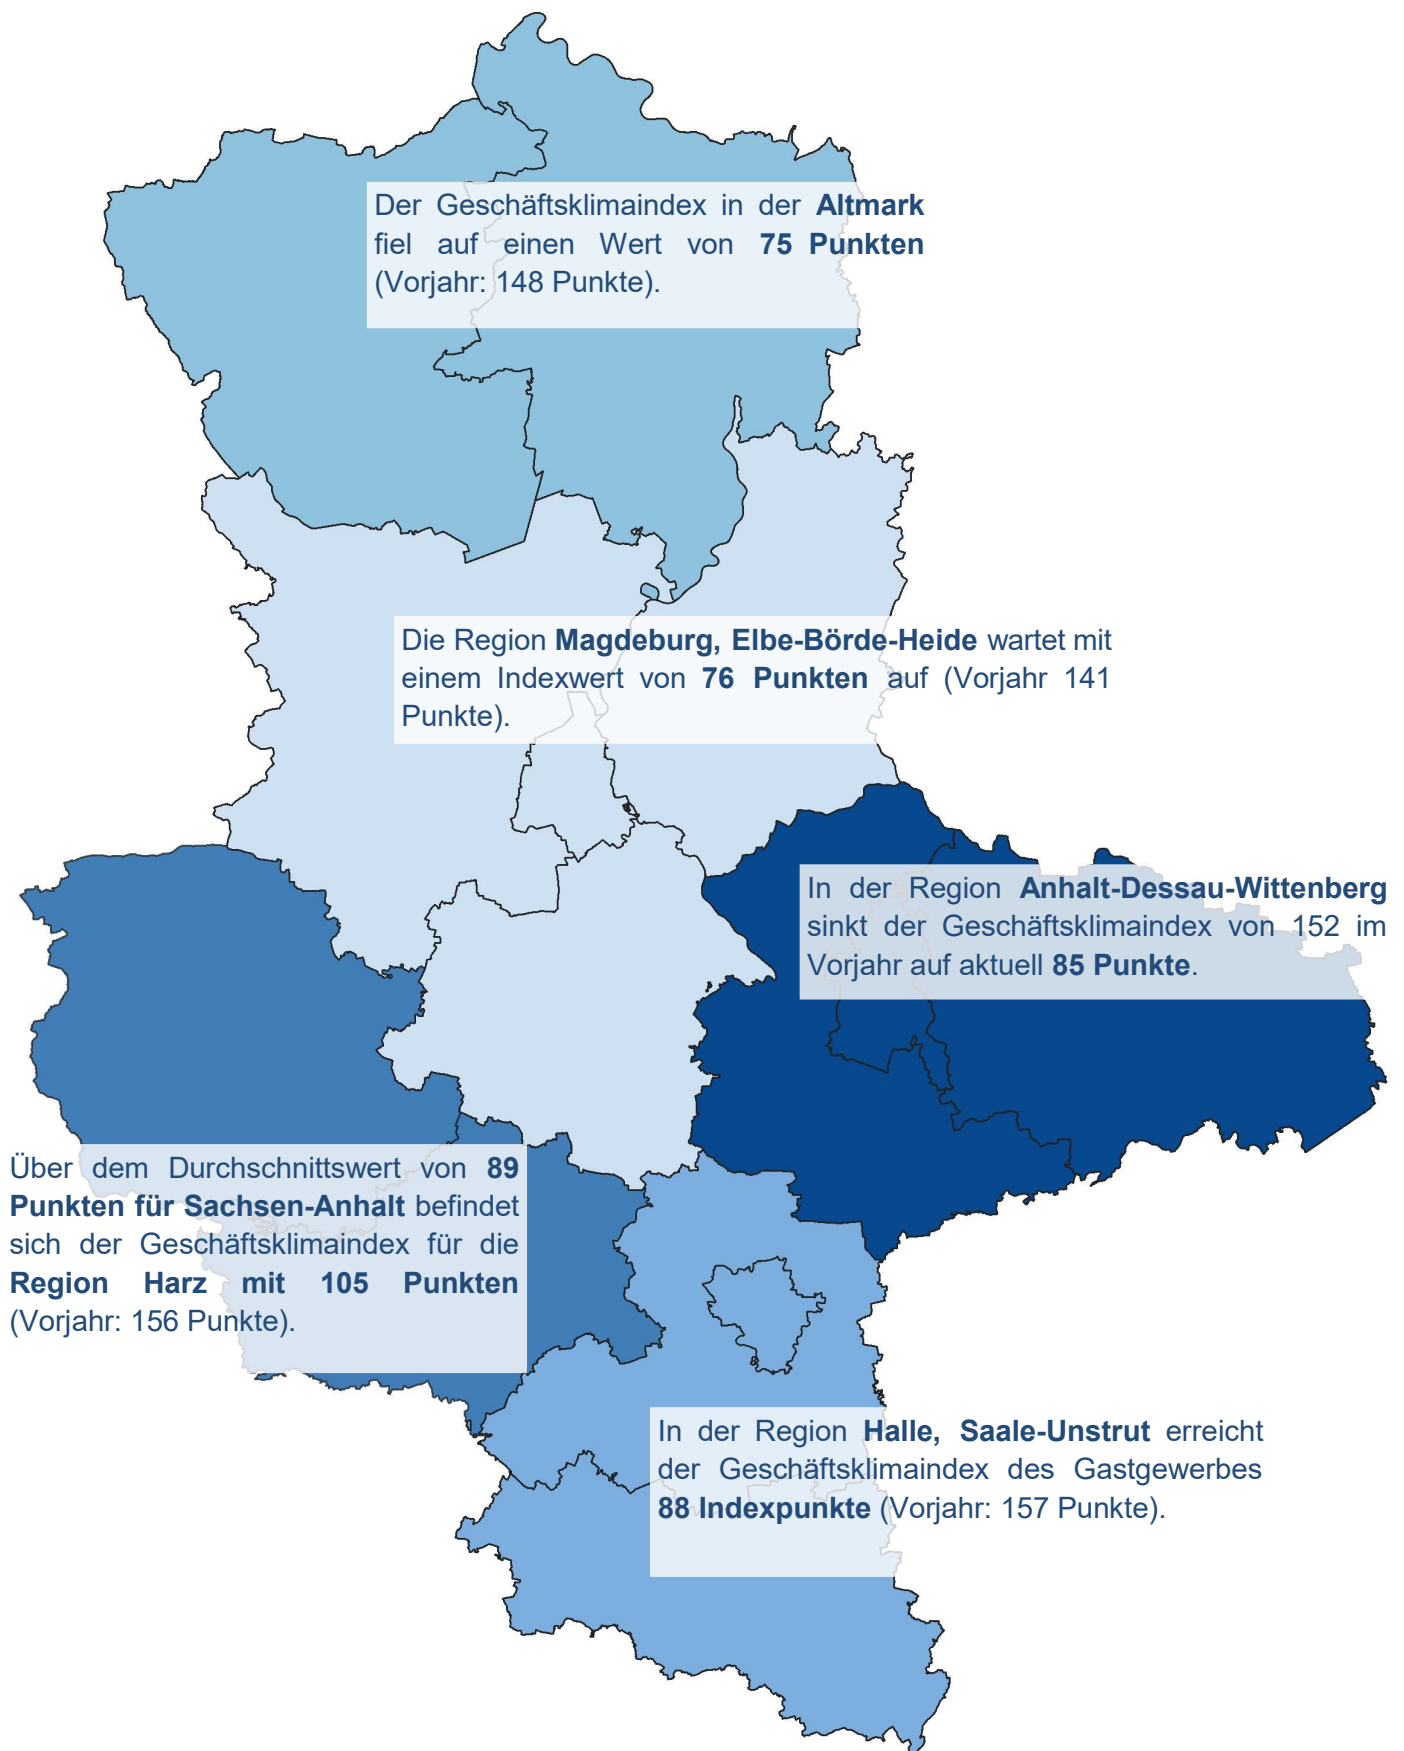 Der Geschäftsklimaindex in der Altmark
fiel auf einen Wert von 75 Punkten
(Vorjahr: 148 Punkte).
Die Region Magdeburg, Elbe-Börde-Heide wartet mit
einem Indexwert von 76 Punkten auf (Vorjahr 141
Punkte).
In der Region Anhalt-Dessau-Wittenberg
sinkt der Geschäftsklimaindex von 152 im
Vorjahr auf aktuell 85 Punkte.
Über dem Durchschnittswert von 89
Punkten für Sachsen-Anhalt befindet
sich der Geschäftsklimaindex für die
Region Harz mit 105 Punkten
(Vorjahr: 156 Punkte).
In der Region Halle, Saale-Unstrut erreicht
der Geschäftsklimaindex des Gastgewerbes
88 Indexpunkte (Vorjahr: 157 Punkte).